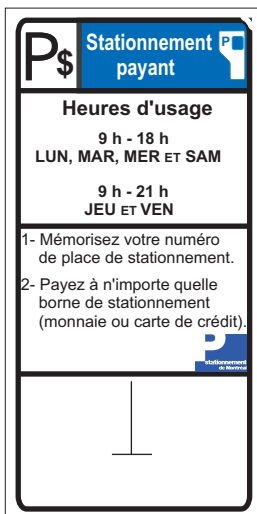 P$
Stationnement
payant
P
Heures d'usage
9 h - 18 h
LUN, MAR, MER ET SAM
9 h - 21 h
JEU ET VEN
1- Mémorisez votre numéro
de place de stationnement.
2- Payez à n'importe quelle
borne de stationnement
(monnaie ou carte de crédit).
P
stationnement
de Montréal